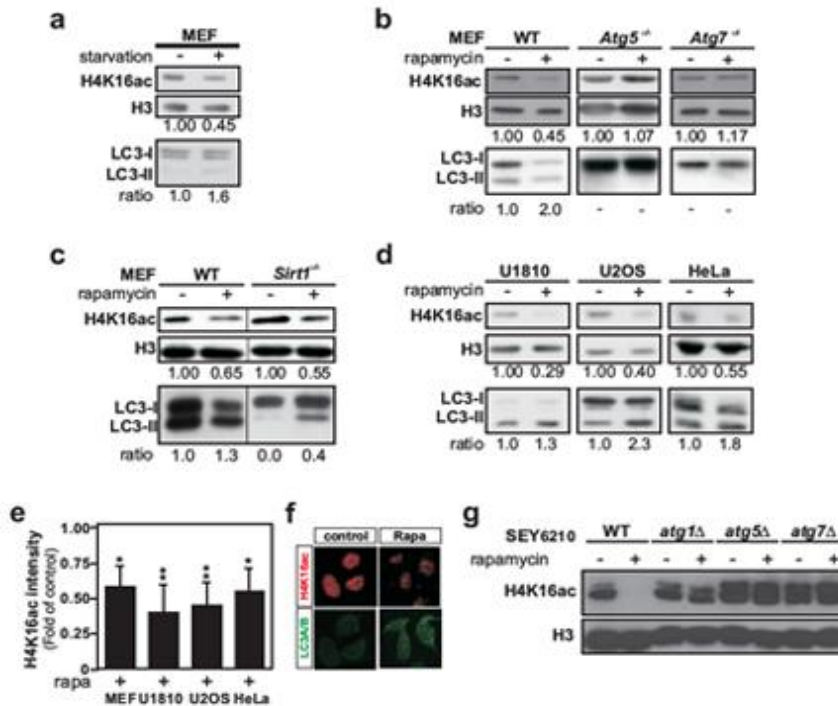 a
MEF
starvation - +
H4K16ac
H3
1.00 0.45
LC3-I
LC3-II
ratio 1.0 1.6
b
MEF WT Atg5-/- Atg7-/-
rapamycin - + - + - +
H4K16ac
H3
1.00 0.45 1.00 1.07 1.00 1.17
LC3-I
LC3-II
ratio 1.0 2.0 - - - -
c
MEF WT Sirt1-/-
rapamycin - + - +
H4K16ac
H3
1.00 0.65 1.00 0.55
LC3-I
LC3-II
ratio 1.0 1.3 0.0 0.4
d
U1810 U2OS HeLa
rapamycin - + - + - +
H4K16ac
H3
1.00 0.29 1.00 0.40 1.00 0.55
LC3-I
LC3-II
ratio 1.0 1.3 1.0 2.3 1.0 1.8
e
H4K16ac intensity
(Fold of control)
1.00
0.75
0.50
0.25
0
* ** ** *
rapa + + + +
MEF U1810 U2OS HeLa
f
control Rapa
H4K16ac
LC3A/B
g
SEY6210 WT atg1Δ atg5Δ atg7Δ
rapamycin - + - + - + - +
H4K16ac
H3